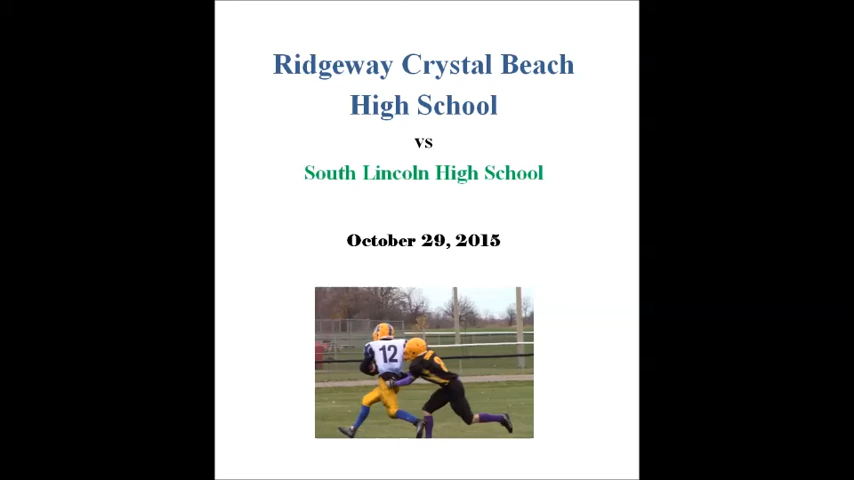 Ridgeway Crystal Beach
High School
vs
South Lincoln High School
October 29, 2015
12